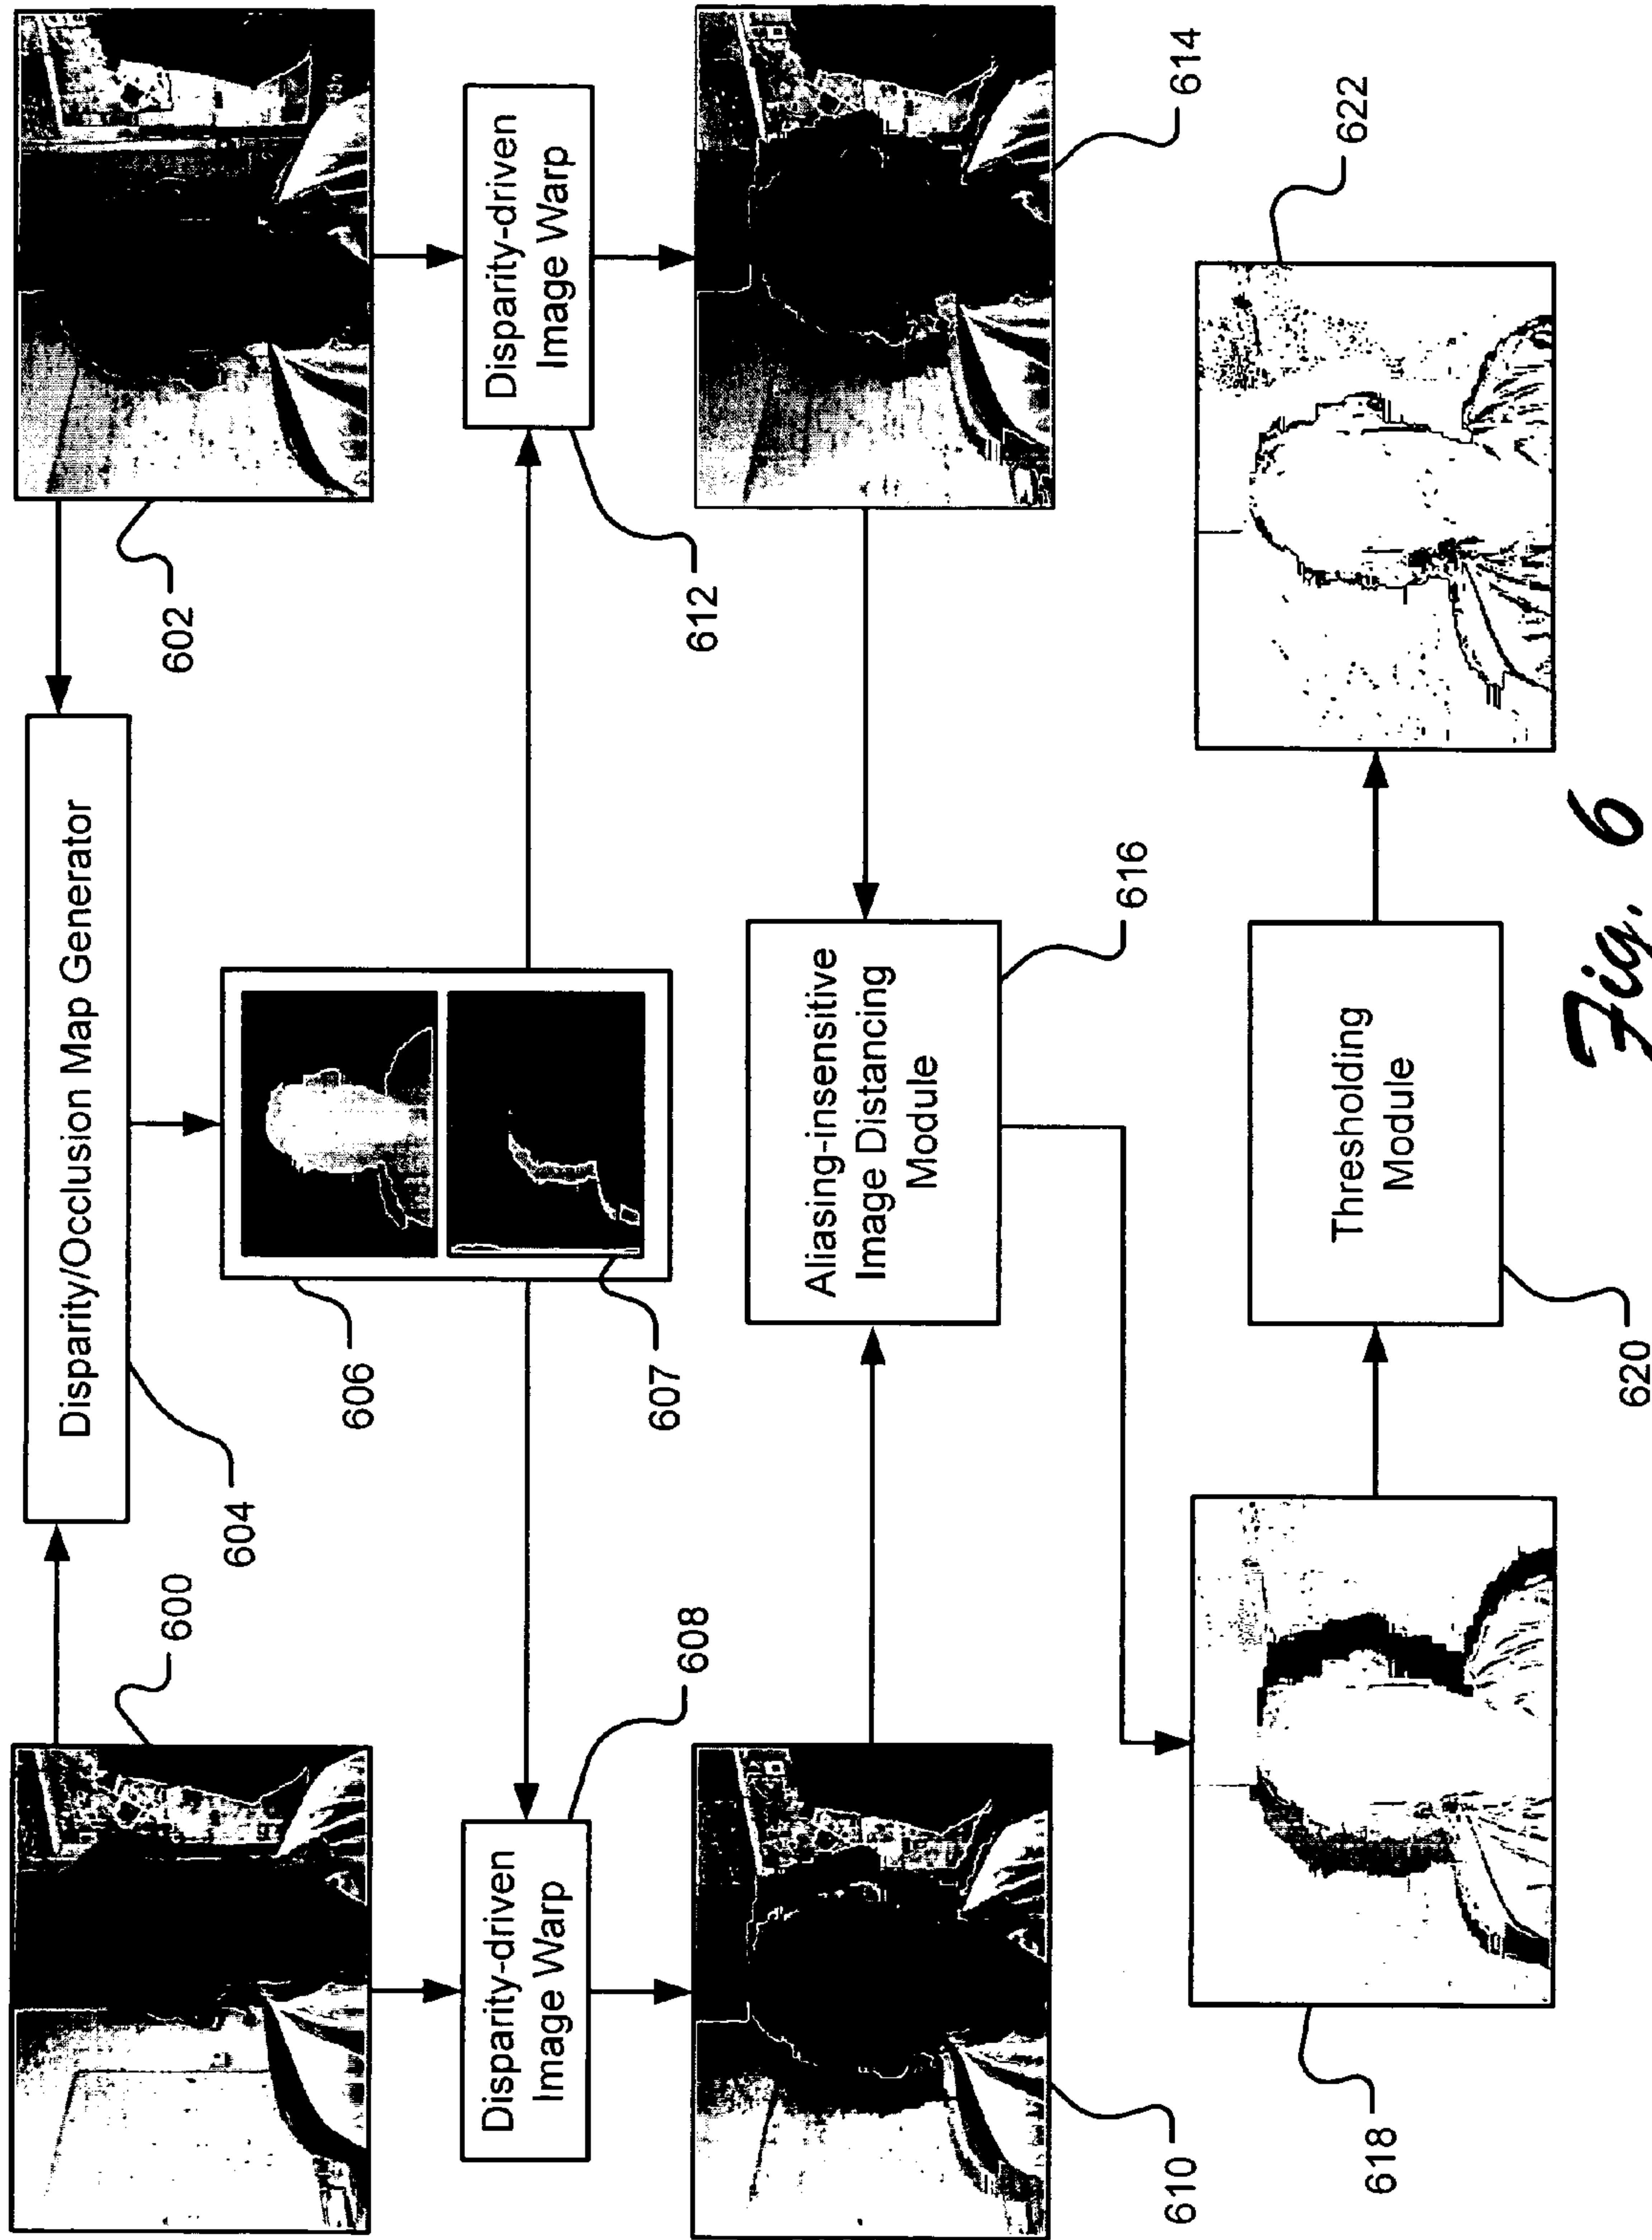 600
Disparity/Occlusion Map Generator
602
604
606
607
Disparity-driven
Image Warp
608
Disparity-driven
Image Warp
612
610
Aliasing-insensitive
Image Distancing
Module
616
614
618
Thresholding
Module
620
622
Fig. 6